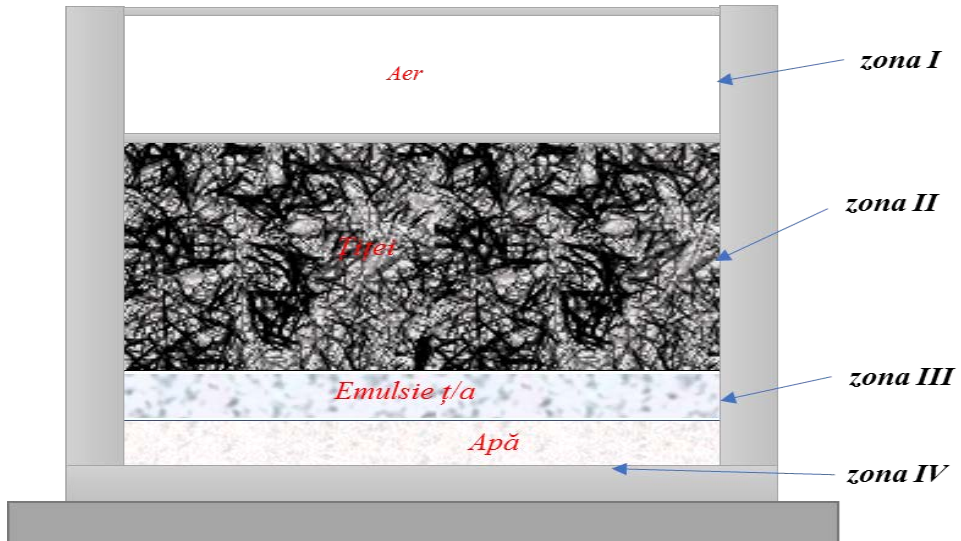 Aer
zona I
Țiței
zona II
Emulsie ț/a
zona III
Apă
zona IV